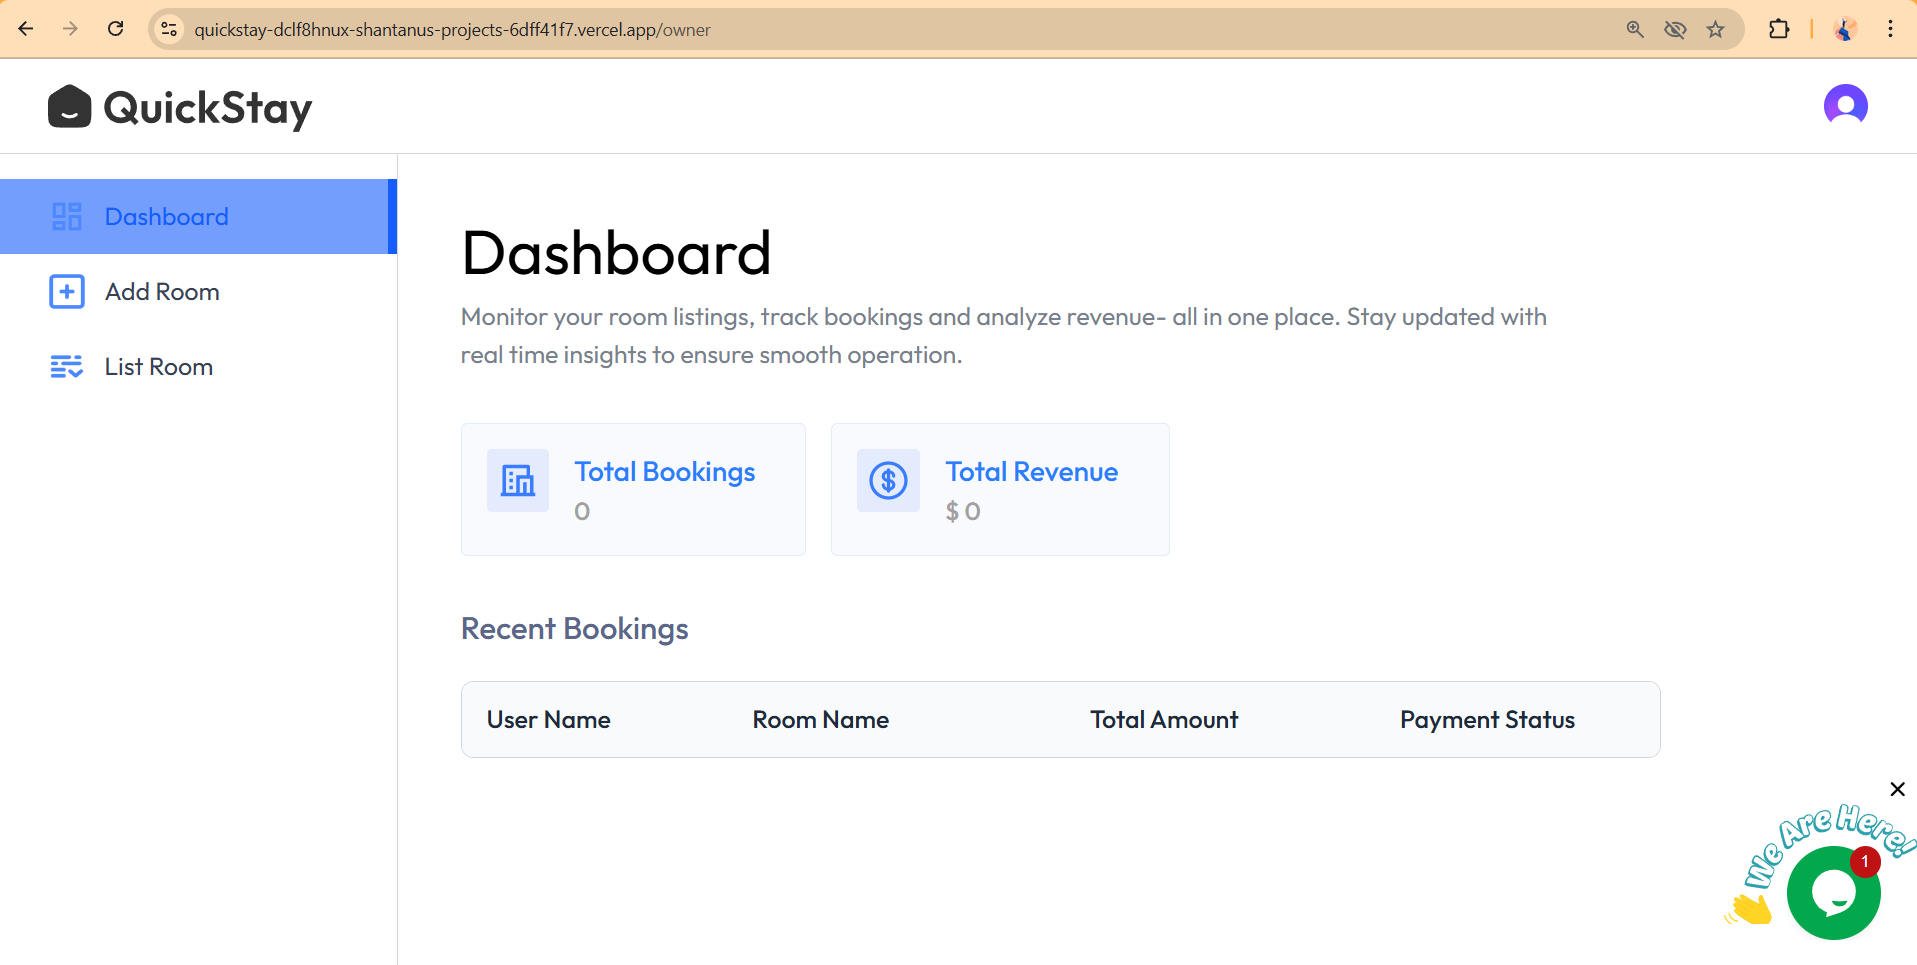 quickstay-dclf8hnux-shantanus-projects-6dff41f7.vercel.app/owner
QuickStay
Dashboard
Add Room
List Room
Dashboard
Monitor your room listings, track bookings and analyze revenue- all in one place. Stay updated with
real time insights to ensure smooth operation.
Total Bookings
0
Total Revenue
$ 0
Recent Bookings
User Name Room Name Total Amount Payment Status
We Are Here!
1